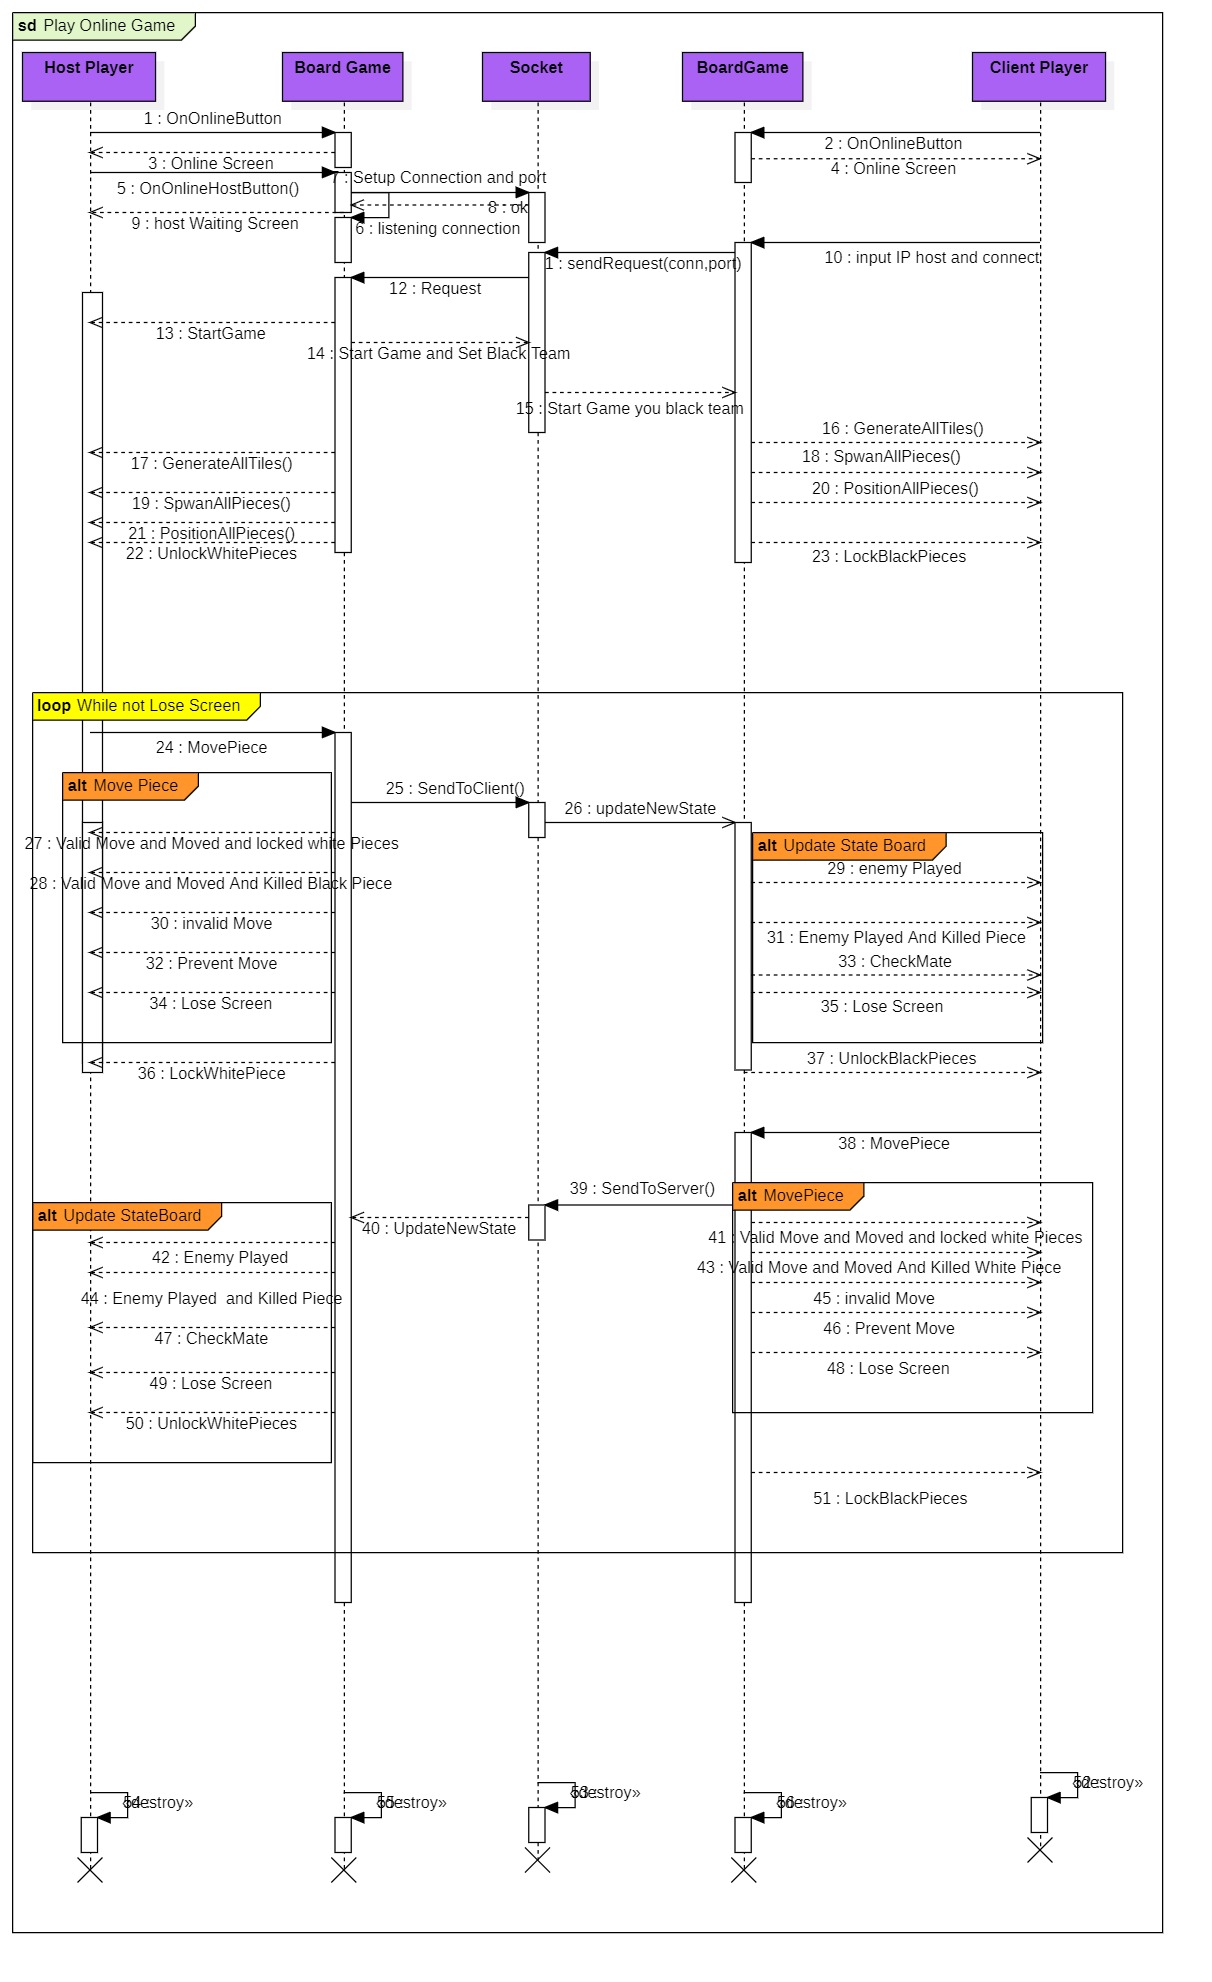 sd Play Online Game
Host Player
Board Game
Socket
BoardGame
Client Player
1 : OnOnlineButton
2 : OnOnlineButton
3 : Online Screen
4 : Online Screen
5 : OnOnlineHostButton()
7 : Setup Connection and port
8 : ok
9 : host Waiting Screen
6 : listening connection
10 : input IP host and connect
1 : sendRequest(conn,port)
12 : Request
13 : StartGame
14 : Start Game and Set Black Team
15 : Start Game you black team
16 : GenerateAllTiles()
17 : GenerateAllTiles()
18 : SpwanAllPieces()
19 : SpwanAllPieces()
20 : PositionAllPieces()
21 : PositionAllPieces()
22 : UnlockWhitePieces
23 : LockBlackPieces
loop While not Lose Screen
24 : MovePiece
alt Move Piece
25 : SendToClient()
26 : updateNewState
27 : Valid Move and Moved and locked white Pieces
alt Update State Board
28 : Valid Move and Moved And Killed Black Piece
29 : enemy Played
30 : invalid Move
31 : Enemy Played And Killed Piece
32 : Prevent Move
33 : CheckMate
34 : Lose Screen
35 : Lose Screen
36 : LockWhitePiece
37 : UnlockBlackPieces
38 : MovePiece
39 : SendToServer()
alt MovePiece
alt Update StateBoard
40 : UpdateNewState
41 : Valid Move and Moved and locked white Pieces
42 : Enemy Played
43 : Valid Move and Moved And Killed White Piece
44 : Enemy Played  and Killed Piece
45 : invalid Move
46 : Prevent Move
47 : CheckMate
48 : Lose Screen
49 : Lose Screen
50 : UnlockWhitePieces
51 : LockBlackPieces
52 : «destroy»
53 : «destroy»
54 : «destroy»
55 : «destroy»
56 : «destroy»